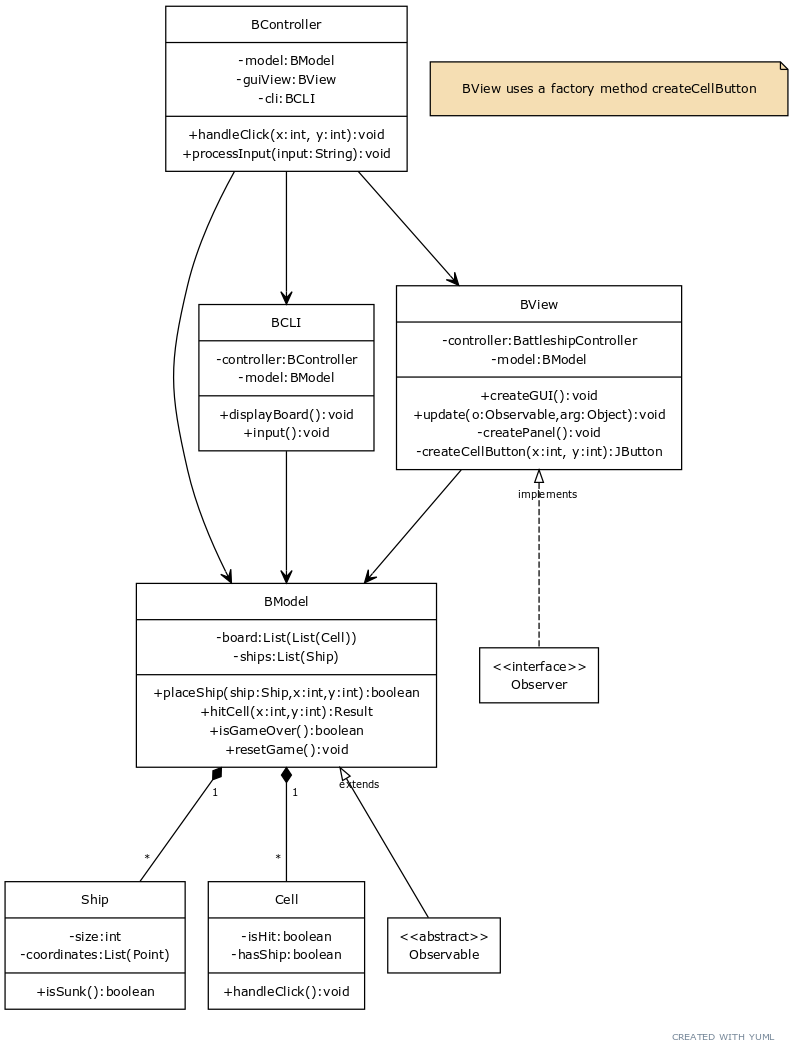 BController
-model:BModel
-guiView:BView
-cli:BCLI
+handleClick(x:int, y:int):void
+processInput(input:String):void
BView uses a factory method createCellButton
BCLI
-controller:BController
-model:BModel
+displayBoard():void
+input():void
BView
-controller:BattleshipController
-model:BModel
+createGUI():void
+update(o:Observable,arg:Object):void
-createPanel():void
-createCellButton(x:int, y:int):JButton
implements
BModel
-board:List(List(Cell))
-ships:List(Ship)
+placeShip(ship:Ship,x:int,y:int):boolean
+hitCell(x:int,y:int):Result
+isGameOver():boolean
+resetGame():void
<<interface>>
Observer
1
1
extends
*
*
Ship
-size:int
-coordinates:List(Point)
+isSunk():boolean
Cell
-isHit:boolean
-hasShip:boolean
+handleClick():void
<<abstract>>
Observable
CREATED WITH YUML